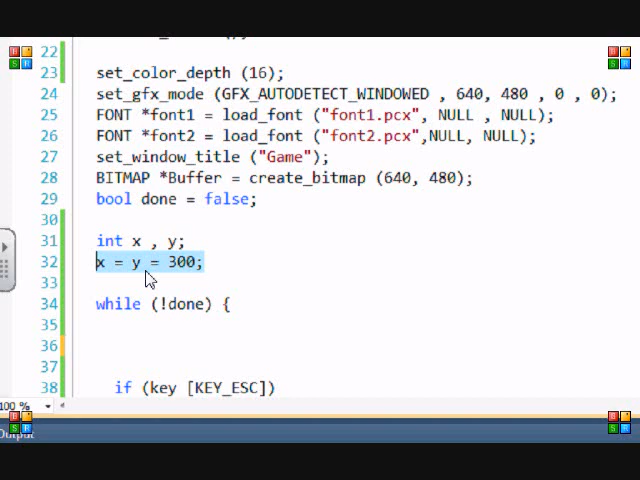 22
23 set_color_depth (16);
24 set_gfx_mode (GFX_AUTODETECT_WINDOWED , 640, 480 , 0 , 0);
25 FONT *font1 = load_font ("font1.pcx", NULL , NULL);
26 FONT *font2 = load_font ("font2.pcx",NULL, NULL);
27 set_window_title ("Game");
28 BITMAP *Buffer = create_bitmap (640, 480);
29 bool done = false;
30
31 int x , y;
32 x = y = 300;
33
34 while (!done) {
35
36
37
38 if (key [KEY_ESC])
100 %
Output